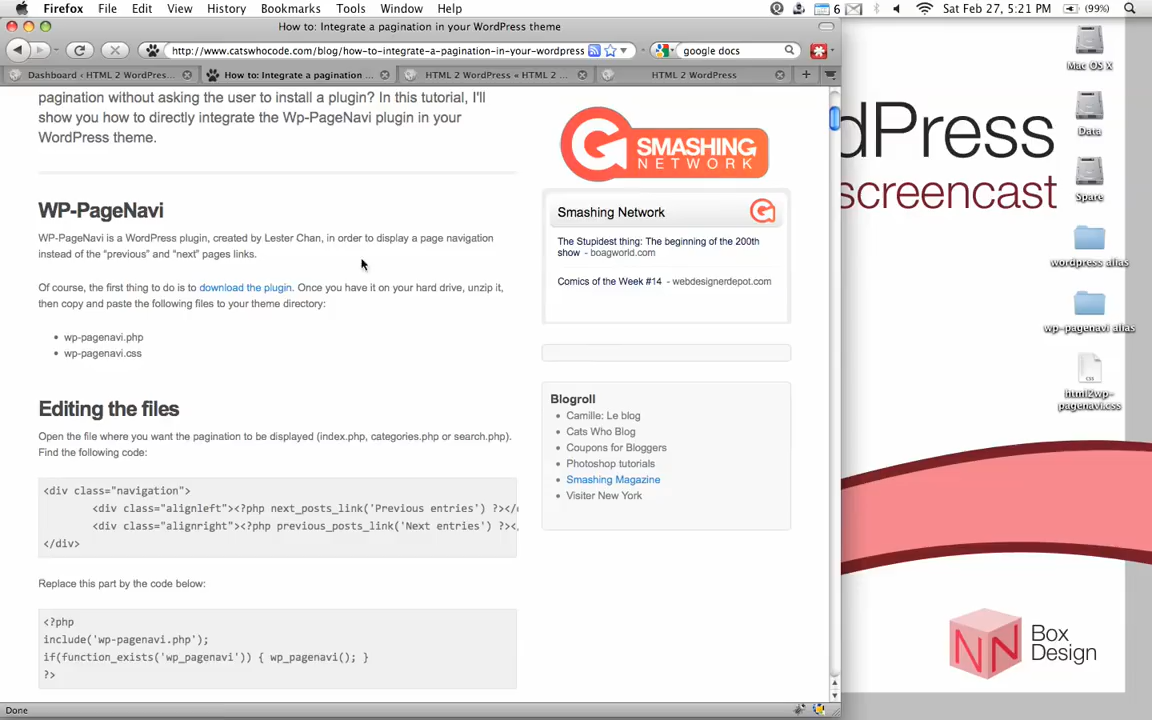 Firefox File Edit View History Bookmarks Tools Window Help
6 (99%) Sat Feb 27, 5:21 PM
How to: Integrate a pagination in your WordPress theme
http://www.catswhocode.com/blog/how-to-integrate-a-pagination-in-your-wordpress
google docs
Dashboard ‹ HTML 2 WordPres...
How to: Integrate a pagination ...
HTML 2 WordPress « HTML 2 ...
HTML 2 WordPress
pagination without asking the user to install a plugin? In this tutorial, I'll
show you how to directly integrate the Wp-PageNavi plugin in your
WordPress theme.
WP-PageNavi
WP-PageNavi is a WordPress plugin, created by Lester Chan, in order to display a page navigation
instead of the “previous” and “next” pages links.
Of course, the first thing to do is to download the plugin. Once you have it on your hard drive, unzip it,
then copy and paste the following files to your theme directory:
• wp-pagenavi.php
• wp-pagenavi.css
Editing the files
Open the file where you want the pagination to be displayed (index.php, categories.php or search.php).
Find the following code:
<div class="navigation">
<div class="alignleft"><?php next_posts_link('Previous entries') ?></
<div class="alignright"><?php previous_posts_link('Next entries') ?><
</div>
Replace this part by the code below:
<?php
include('wp-pagenavi.php');
if(function_exists('wp_pagenavi')) { wp_pagenavi(); }
?>
SMASHING
NETWORK
Smashing Network
The Stupidest thing: The beginning of the 200th
show - boagworld.com
Comics of the Week #14 - webdesignerdepot.com
Blogroll
• Camille: Le blog
• Cats Who Blog
• Coupons for Bloggers
• Photoshop tutorials
• Smashing Magazine
• Visiter New York
Done
dPress
screencast
Mac OS X
Data
Spare
wordpress alias
wp-pagenavi alias
CSS
html2wp-
pagenavi.css
NN
Box
Design